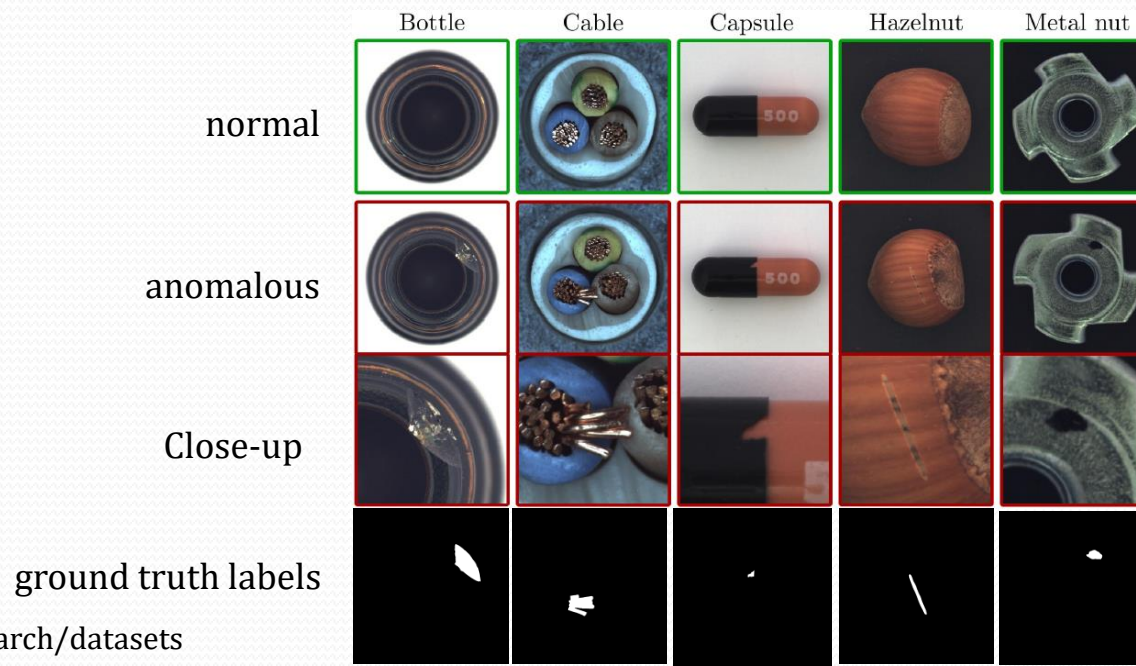 Bottle Cable Capsule Hazelnut Metal nut
normal
500
anomalous
500
Close-up
ground truth labels
arch/datasets